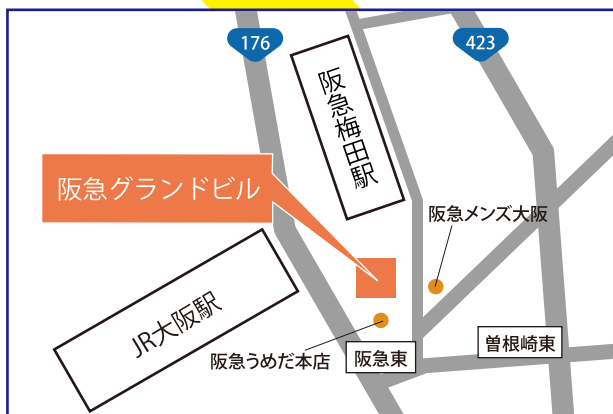 176
423
阪急梅田駅
阪急グランドビル
阪急メンズ大阪
JR大阪駅
阪急うめだ本店
阪急東
曽根崎東